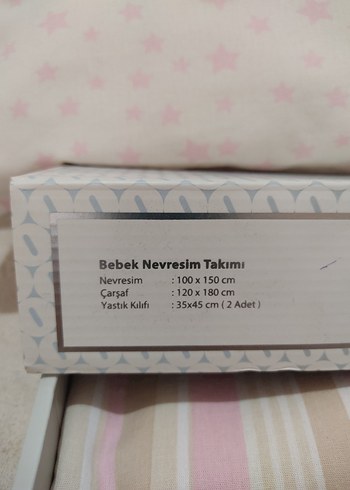 Bebek Nevresim Takımı
Nevresim : 100 x 150 cm
Çarşaf : 120 x 180 cm
Yastık Kılıfı : 35x45 cm ( 2 Adet )